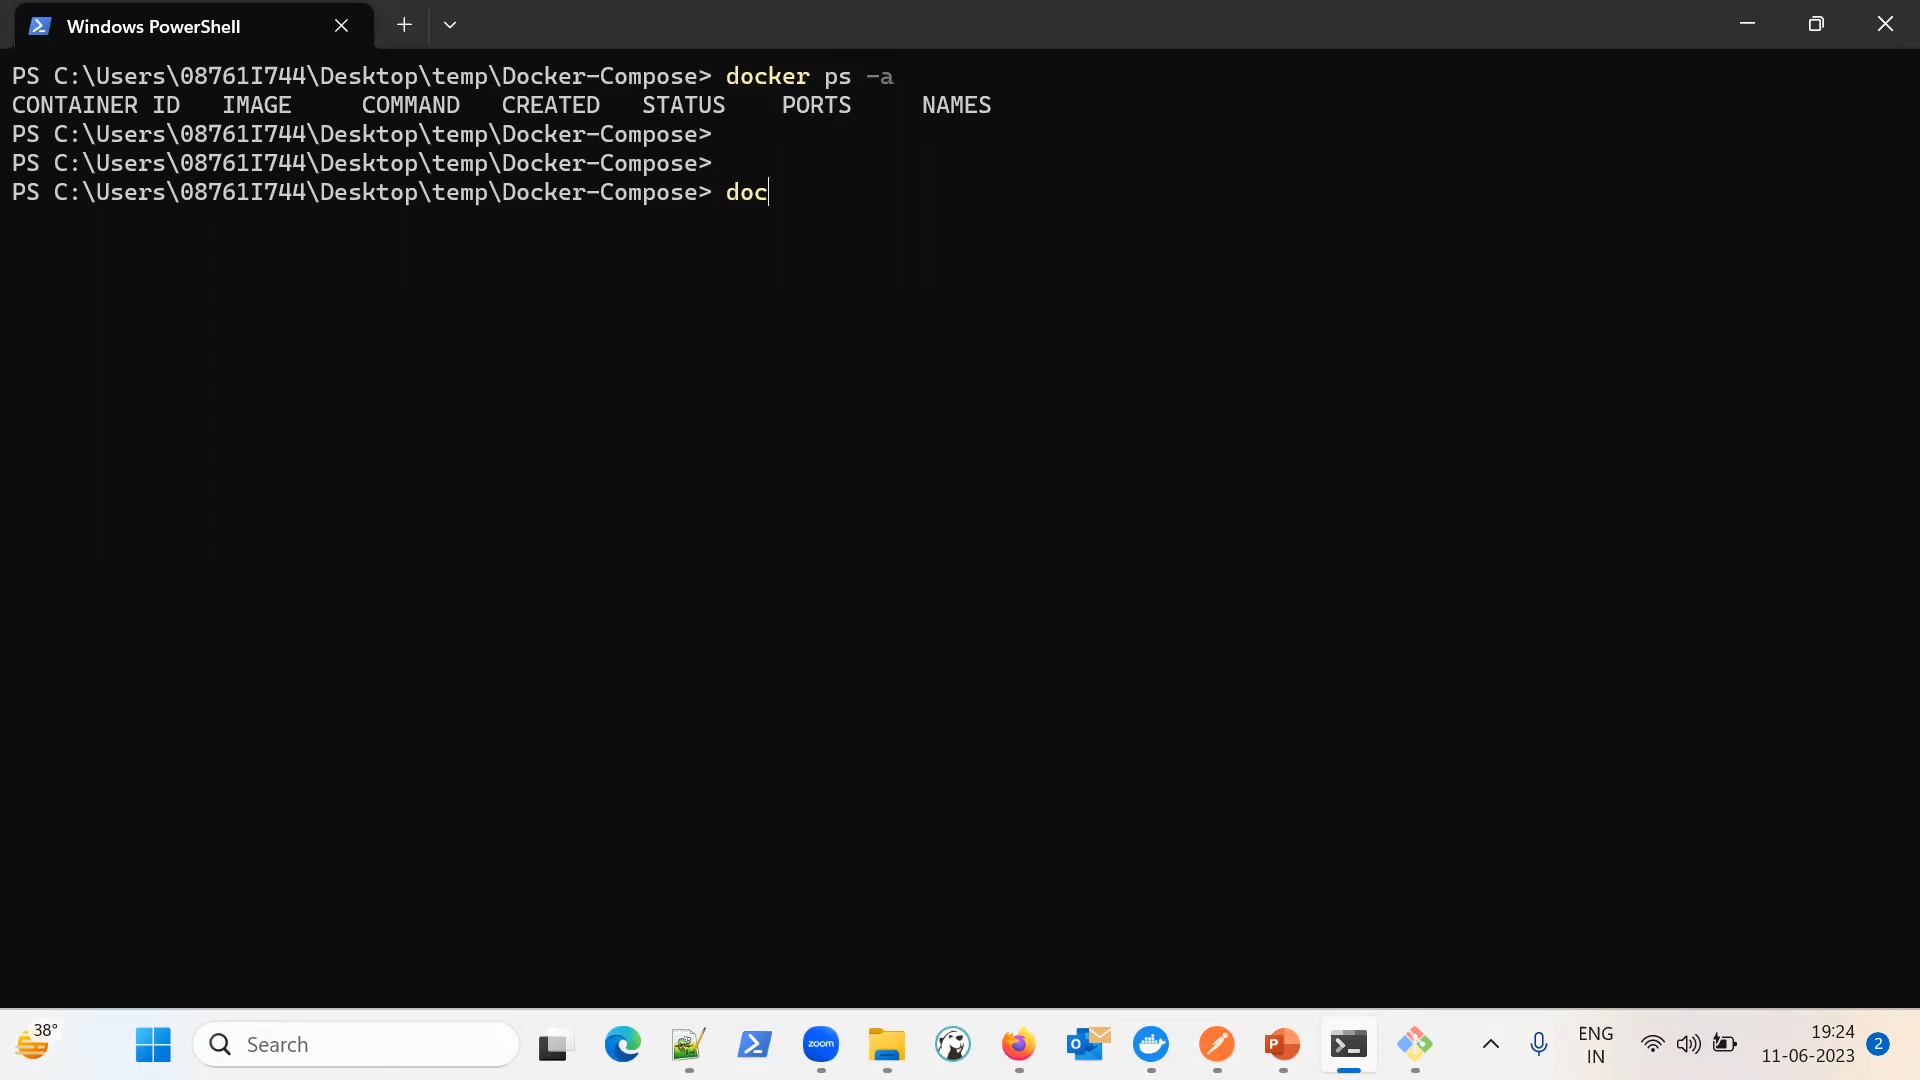 Windows PowerShell
PS C:\Users\08761I744\Desktop\temp\Docker-Compose> docker ps -a
CONTAINER ID   IMAGE     COMMAND   CREATED   STATUS    PORTS     NAMES
PS C:\Users\08761I744\Desktop\temp\Docker-Compose>
PS C:\Users\08761I744\Desktop\temp\Docker-Compose>
PS C:\Users\08761I744\Desktop\temp\Docker-Compose> doc
38°
Search
zoom
ENG
IN
19:24
11-06-2023
2